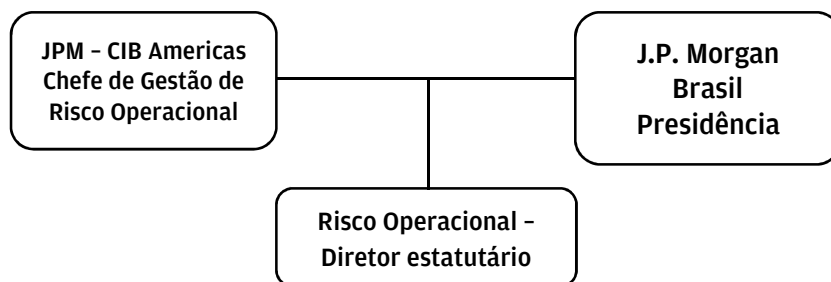 JPM – CIB Americas
Chefe de Gestão de
Risco Operacional
J.P. Morgan
Brasil
Presidência
Risco Operacional –
Diretor estatutário